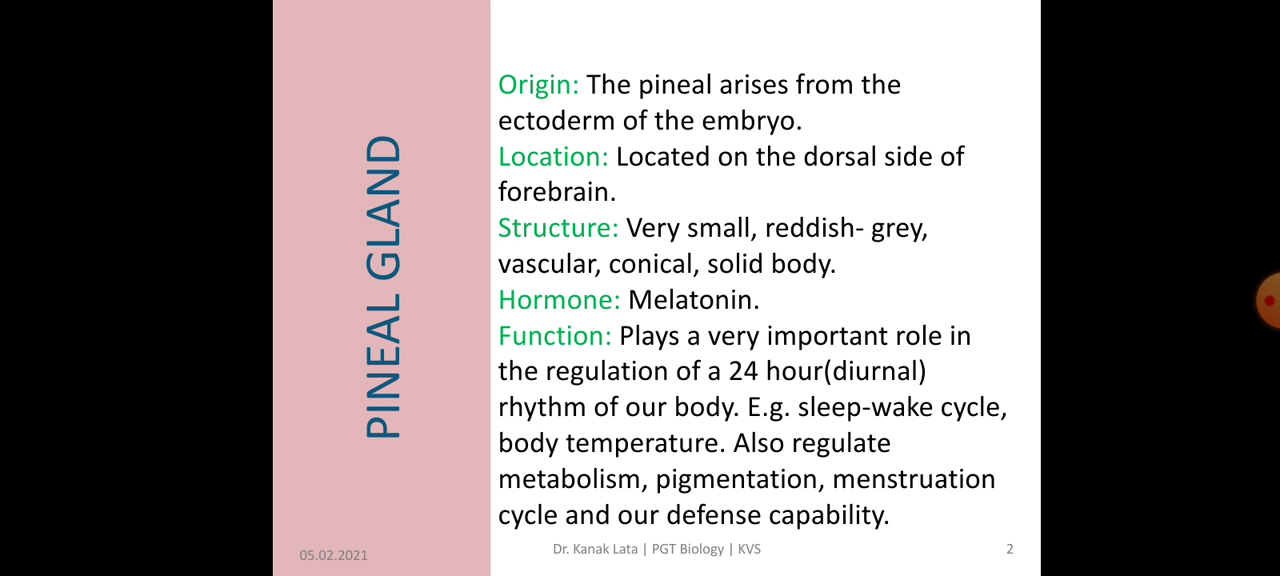 PINEAL GLAND
Origin: The pineal arises from the
ectoderm of the embryo.
Location: Located on the dorsal side of
forebrain.
Structure: Very small, reddish- grey,
vascular, conical, solid body.
Hormone: Melatonin.
Function: Plays a very important role in
the regulation of a 24 hour(diurnal)
rhythm of our body. E.g. sleep-wake cycle,
body temperature. Also regulate
metabolism, pigmentation, menstruation
cycle and our defense capability.
05.02.2021
Dr. Kanak Lata | PGT Biology | KVS
2